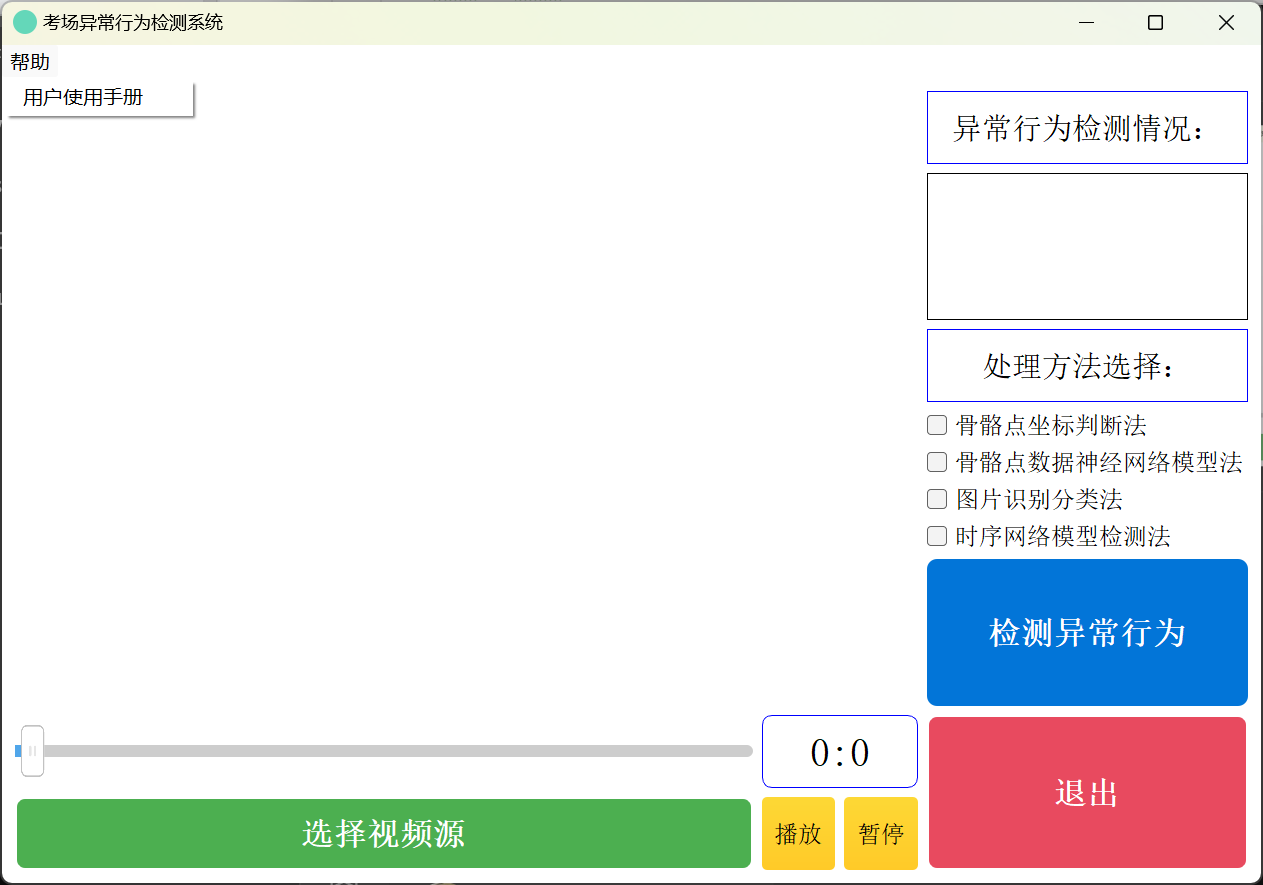 考场异常行为检测系统
帮助
用户使用手册
异常行为检测情况：
处理方法选择：
骨骼点坐标判断法
骨骼点数据神经网络模型法
图片识别分类法
时序网络模型检测法
检测异常行为
0:0
退出
选择视频源
播放
暂停